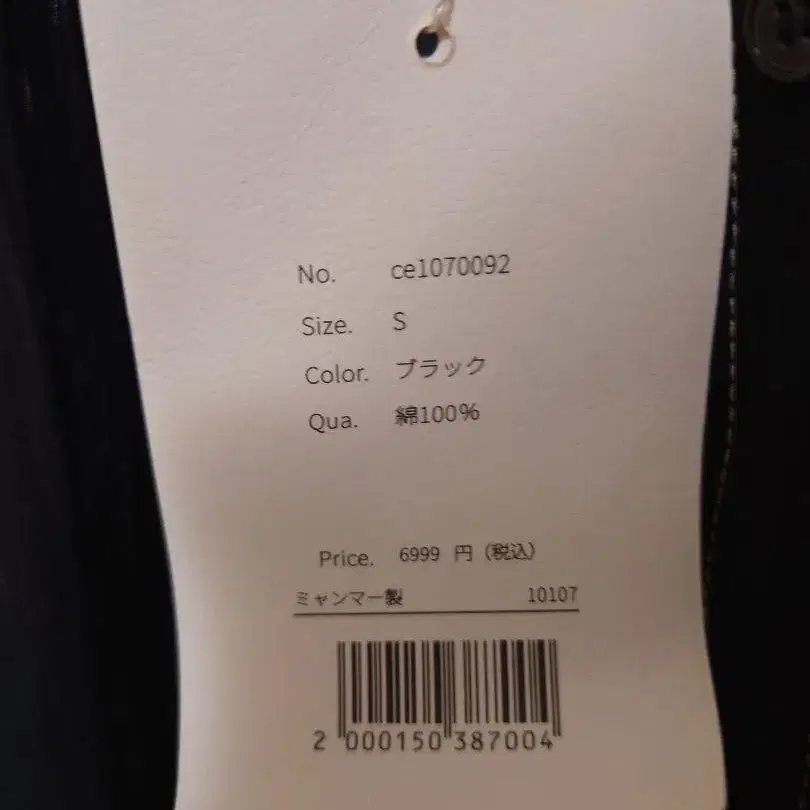 No. ce1070092
Size. S
Color. ブラック
Qua. 綿100%
Price. 6999 円（税込）
ミャンマー製 10107
2 000150 387004